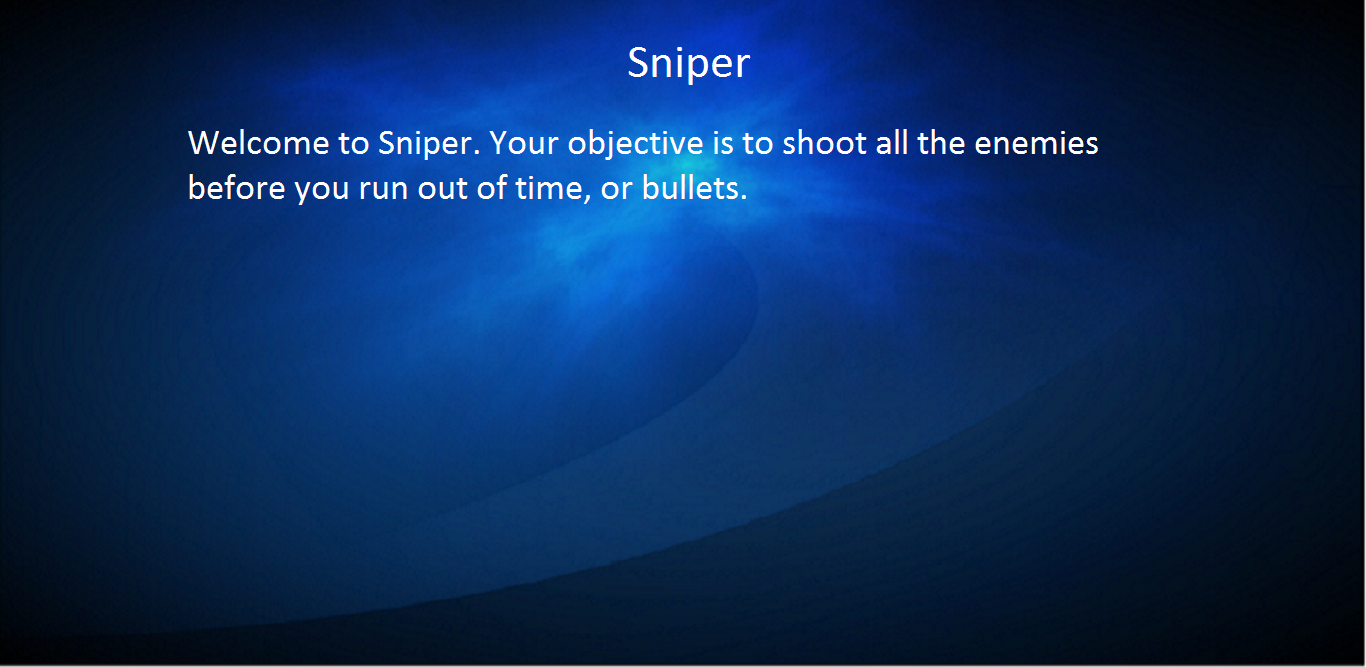 Sniper
Welcome to Sniper. Your objective is to shoot all the enemies
before you run out of time, or bullets.